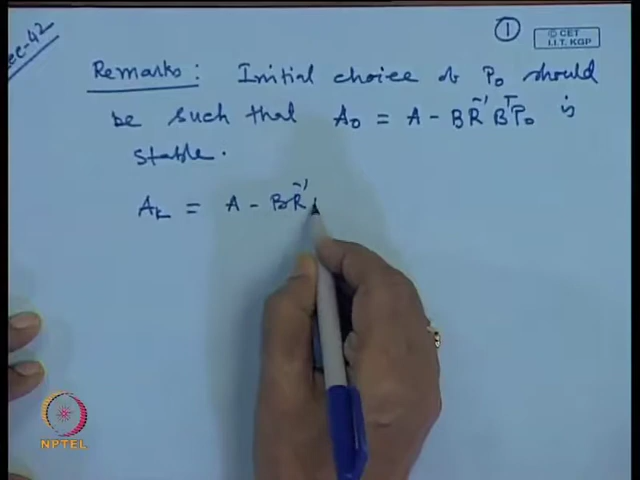 Lec-42
1
© CET
I.I.T. KGP
Remarks : Initial choice of P₀ should
be such that A₀ = A - BR⁻¹BᵀP₀ is
stable.
Aₖ = A - BR⁻¹
NPTEL